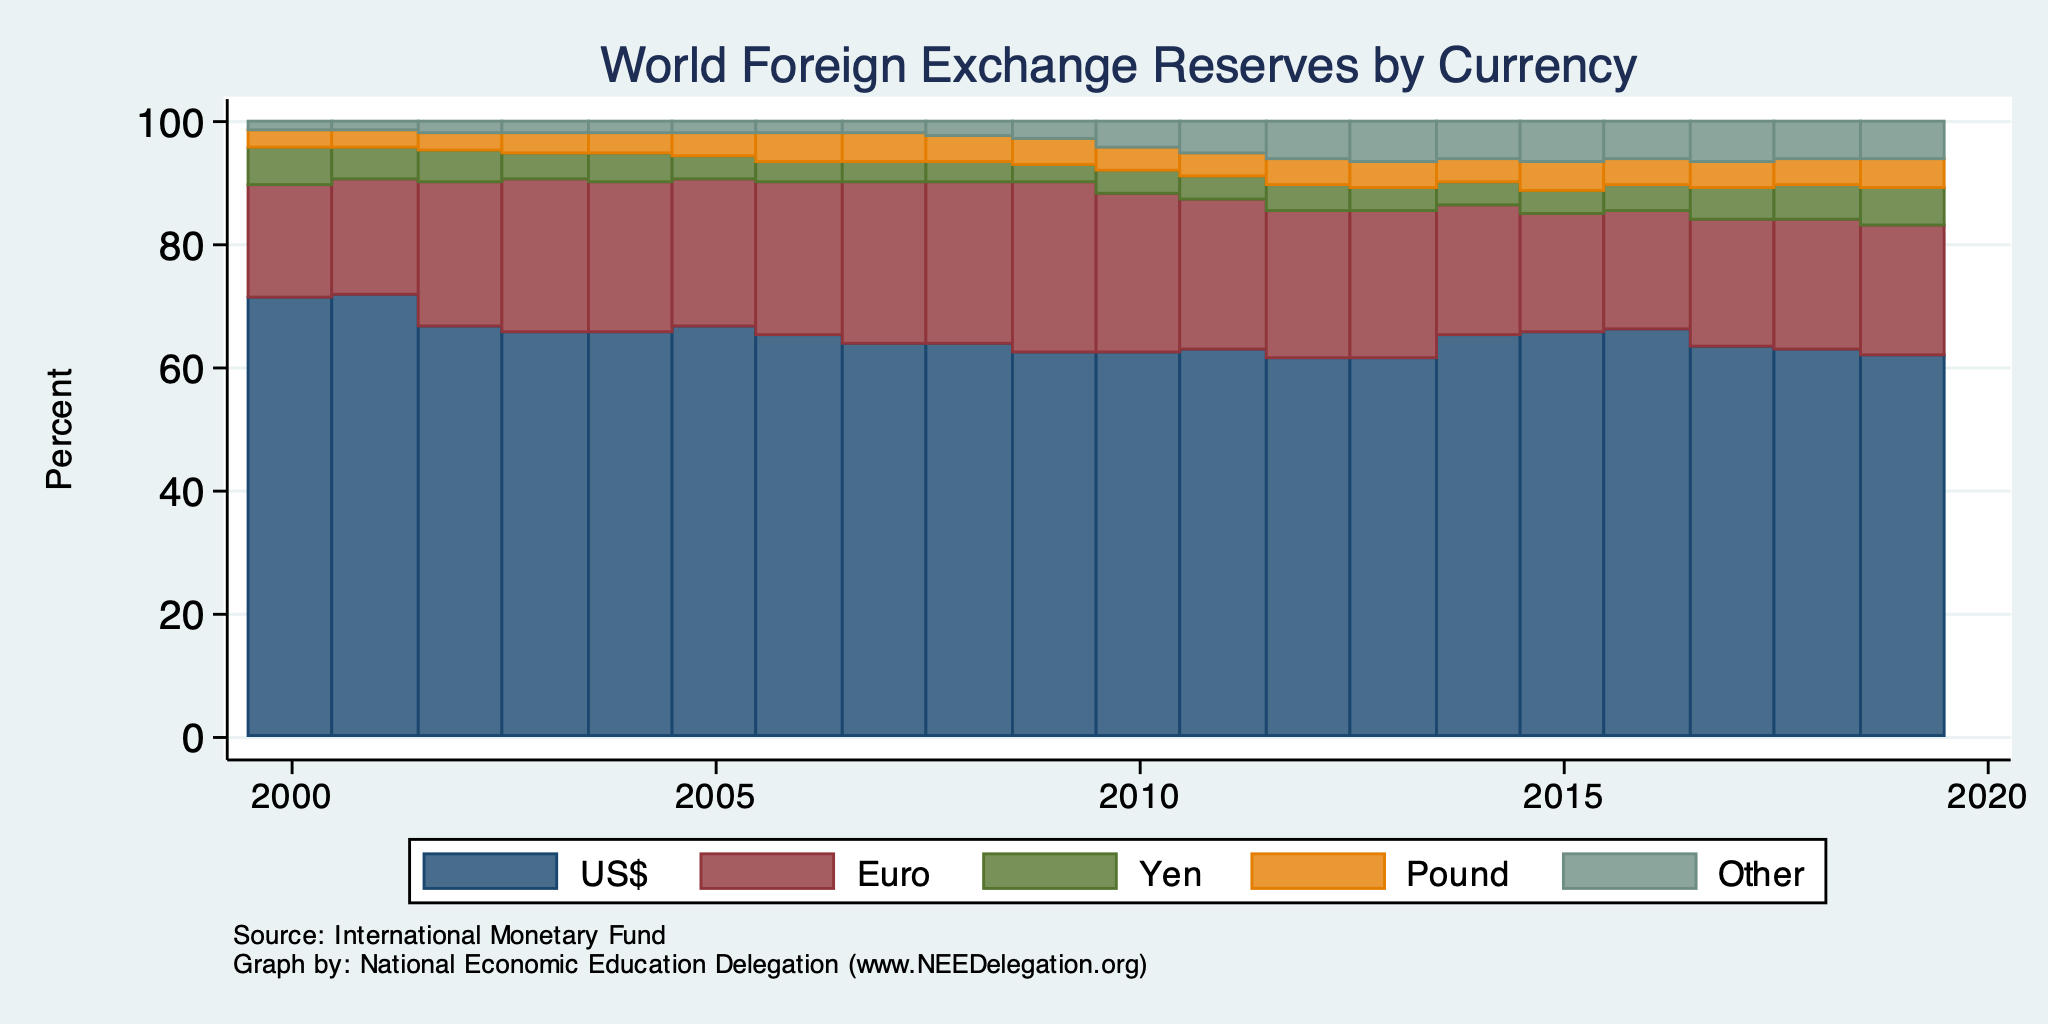 World Foreign Exchange Reserves by Currency
Percent
100
80
60
40
20
0
2000 2005 2010 2015 2020
US$ Euro Yen Pound Other
Source: International Monetary Fund
Graph by: National Economic Education Delegation (www.NEEDelegation.org)